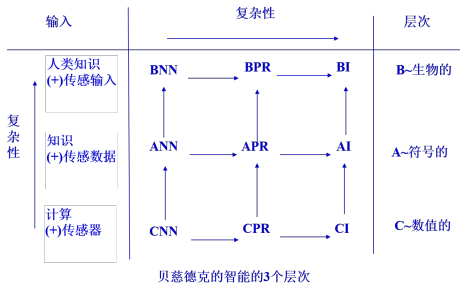 输入
复杂性
层次
复杂性
人类知识
(+)传感输入
BNN
BPR
BI
B~生物的
知识
(+)传感数据
ANN
APR
AI
A~符号的
计算
(+)传感器
CNN
CPR
CI
C~数值的
贝慈德克的智能的3个层次